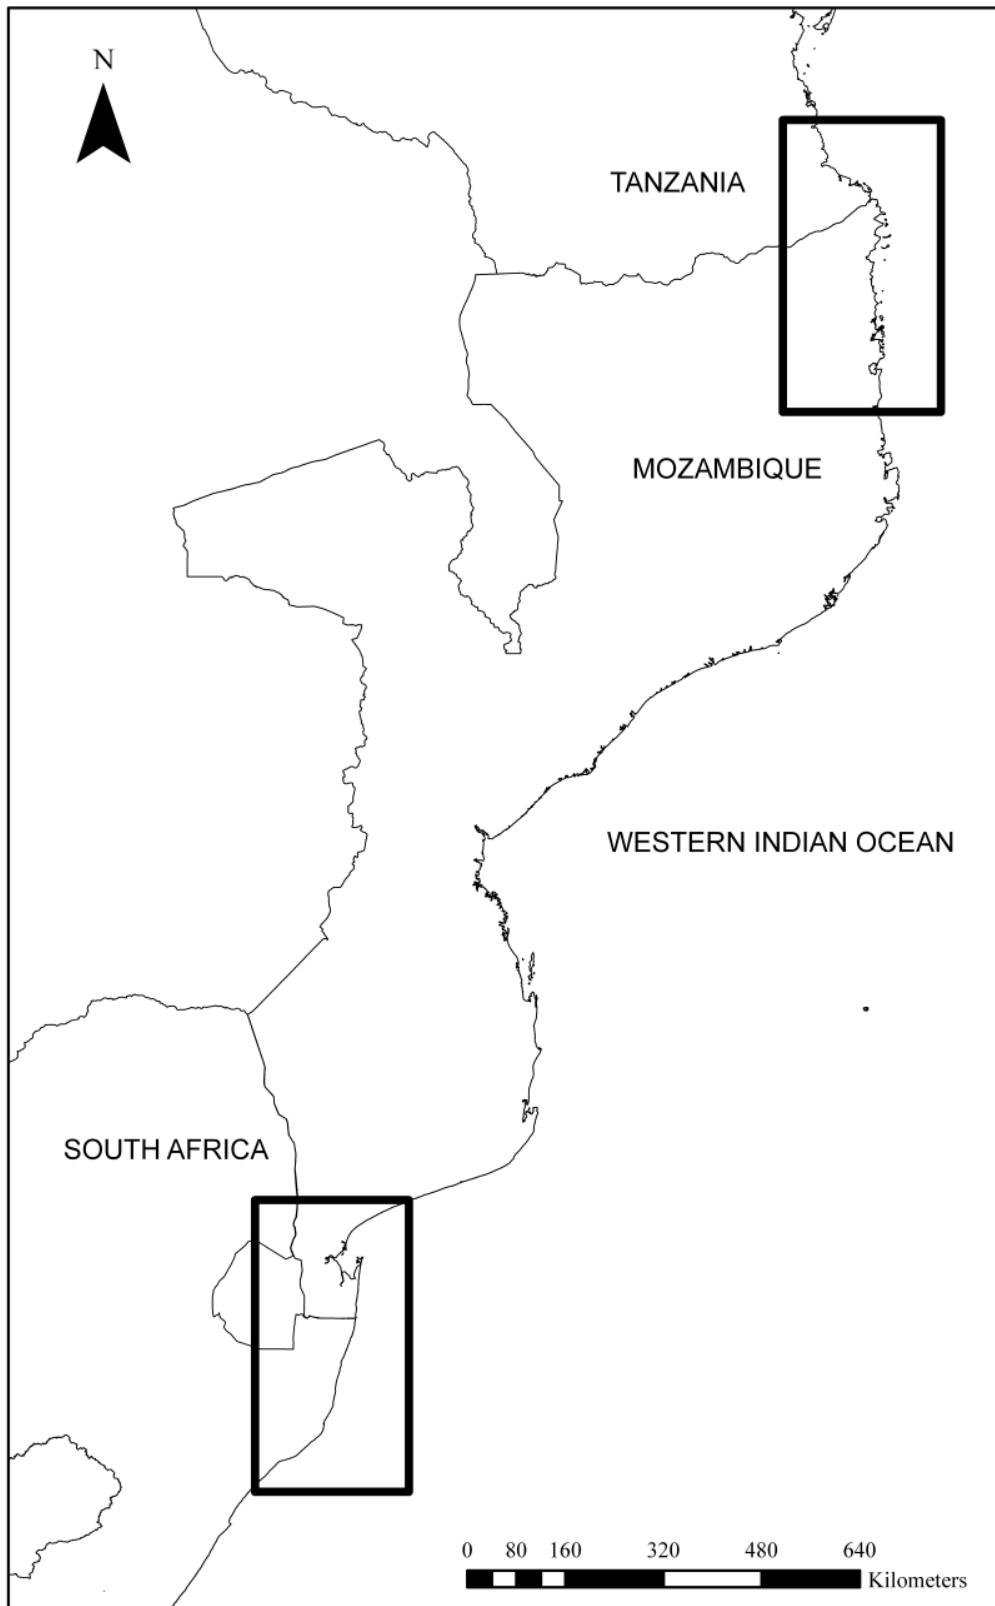 N
TANZANIA
MOZAMBIQUE
WESTERN INDIAN OCEAN
SOUTH AFRICA
0 80 160 320 480 640
Kilometers